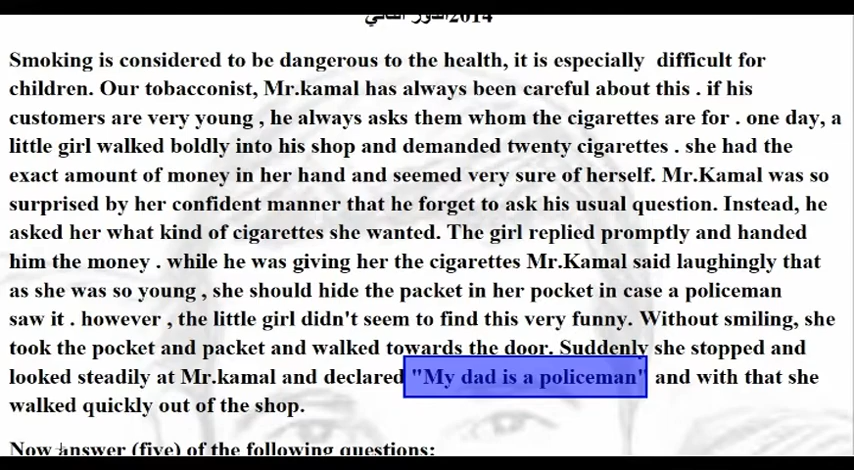 2014الدور الثاني
Smoking is considered to be dangerous to the health, it is especially difficult for
children. Our tobacconist, Mr.kamal has always been careful about this . if his
customers are very young , he always asks them whom the cigarettes are for . one day, a
little girl walked boldly into his shop and demanded twenty cigarettes . she had the
exact amount of money in her hand and seemed very sure of herself. Mr.Kamal was so
surprised by her confident manner that he forget to ask his usual question. Instead, he
asked her what kind of cigarettes she wanted. The girl replied promptly and handed
him the money . while he was giving her the cigarettes Mr.Kamal said laughingly that
as she was so young , she should hide the packet in her pocket in case a policeman
saw it . however , the little girl didn't seem to find this very funny. Without smiling, she
took the pocket and packet and walked towards the door. Suddenly she stopped and
looked steadily at Mr.kamal and declared "My dad is a policeman" and with that she
walked quickly out of the shop.
Now answer (five) of the following questions: